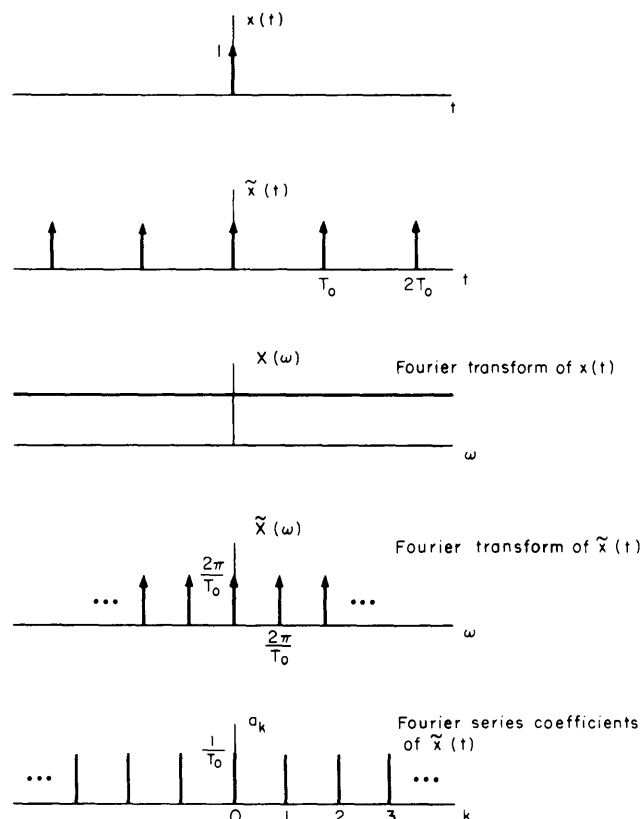 x(t)
1
t
x̃(t)
T₀ 2T₀ t
X(ω) Fourier transform of x(t)
ω
X̃(ω) Fourier transform of x̃(t)
2π/T₀
••• •••
2π/T₀ ω
aₖ Fourier series coefficients
of x̃(t)
1/T₀
••• •••
0 1 2 3 k